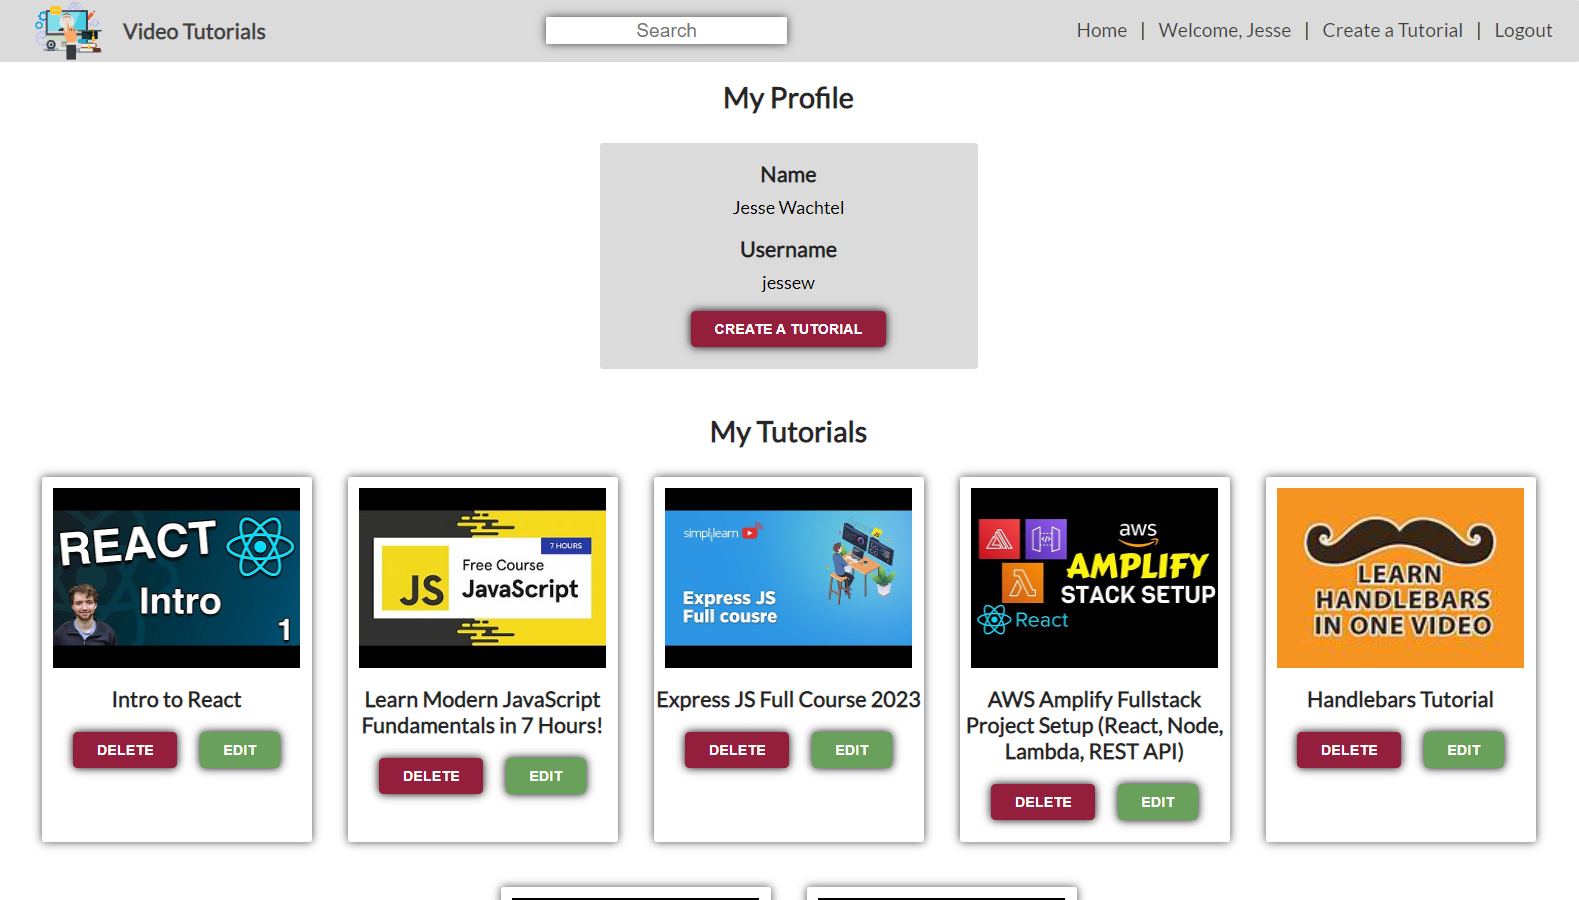 Video Tutorials
Search
Home | Welcome, Jesse | Create a Tutorial | Logout
My Profile
Name
Jesse Wachtel
Username
jessew
CREATE A TUTORIAL
My Tutorials
REACT
Intro
1
Intro to React
DELETE EDIT
7 HOURS
JS
Free Course
JavaScript
Learn Modern JavaScript
Fundamentals in 7 Hours!
DELETE EDIT
simplilearn
JS
Express JS
Full cousre
Express JS Full Course 2023
DELETE EDIT
aws
AMPLIFY
STACK SETUP
React
AWS Amplify Fullstack
Project Setup (React, Node,
Lambda, REST API)
DELETE EDIT
LEARN
HANDLEBARS
IN ONE VIDEO
Handlebars Tutorial
DELETE EDIT